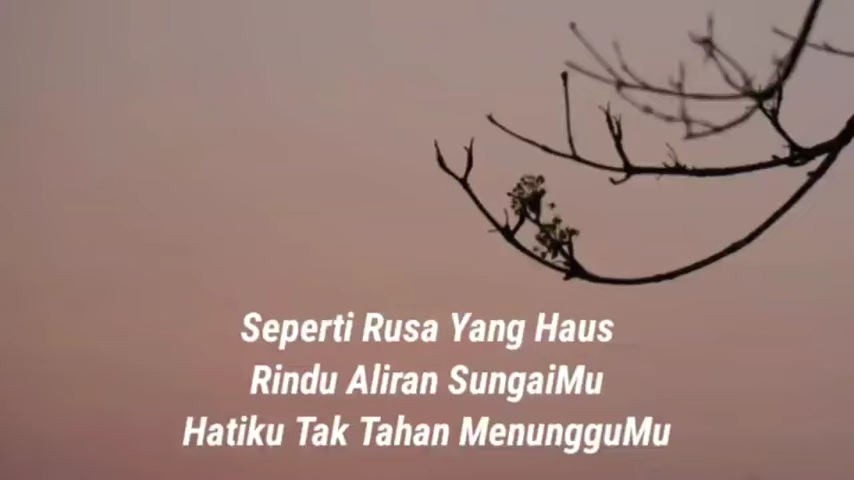 Seperti Rusa Yang Haus
Rindu Aliran SungaiMu
Hatiku Tak Tahan MenungguMu